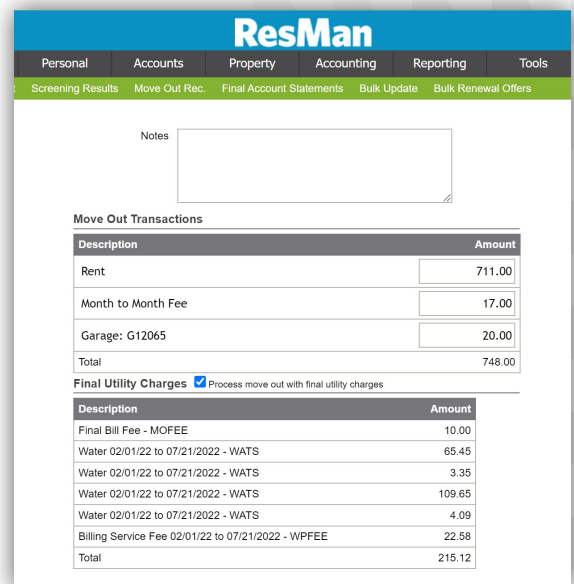 ResMan
Personal Accounts Property Accounting Reporting Tools
Screening Results Move Out Rec. Final Account Statements Bulk Update Bulk Renewal Offers
Notes
Move Out Transactions
Description Amount
Rent 711.00
Month to Month Fee 17.00
Garage: G12065 20.00
Total 748.00
Final Utility Charges Process move out with final utility charges
Description Amount
Final Bill Fee - MOFEE 10.00
Water 02/01/22 to 07/21/2022 - WATS 65.45
Water 02/01/22 to 07/21/2022 - WATS 3.35
Water 02/01/22 to 07/21/2022 - WATS 109.65
Water 02/01/22 to 07/21/2022 - WATS 4.09
Billing Service Fee 02/01/22 to 07/21/2022 - WPFEE 22.58
Total 215.12